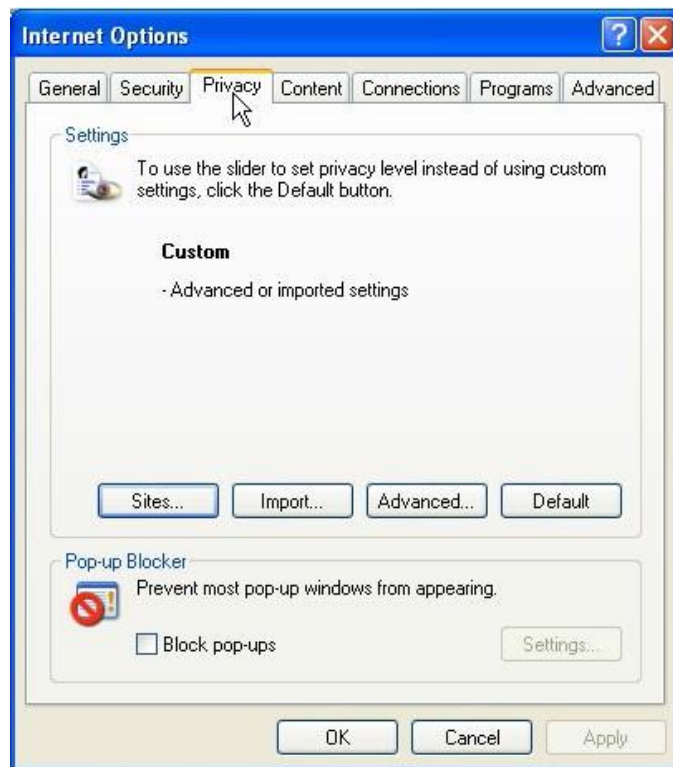 Internet Options
General Security Privacy Content Connections Programs Advanced
Settings
To use the slider to set privacy level instead of using custom
settings, click the Default button.
Custom
- Advanced or imported settings
Sites... Import... Advanced... Default
Pop-up Blocker
Prevent most pop-up windows from appearing.
Block pop-ups Settings...
OK Cancel Apply